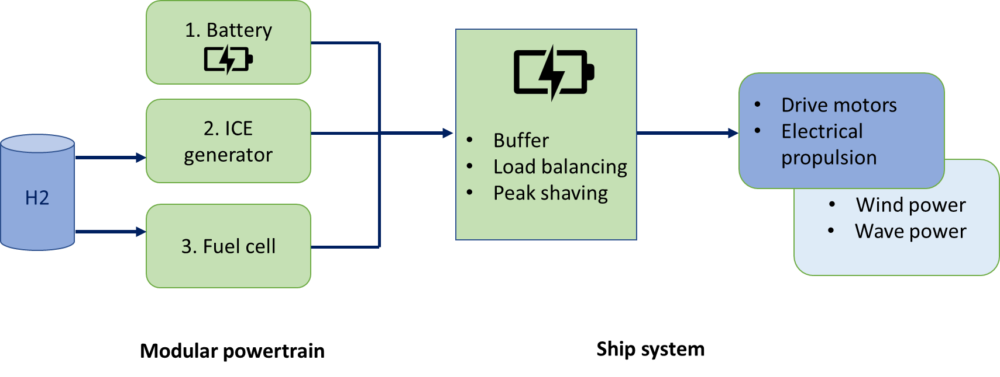 1. Battery
2. ICE
generator
H2
3. Fuel cell
• Buffer
• Load balancing
• Peak shaving
• Drive motors
• Electrical
propulsion
• Wind power
• Wave power
Modular powertrain
Ship system